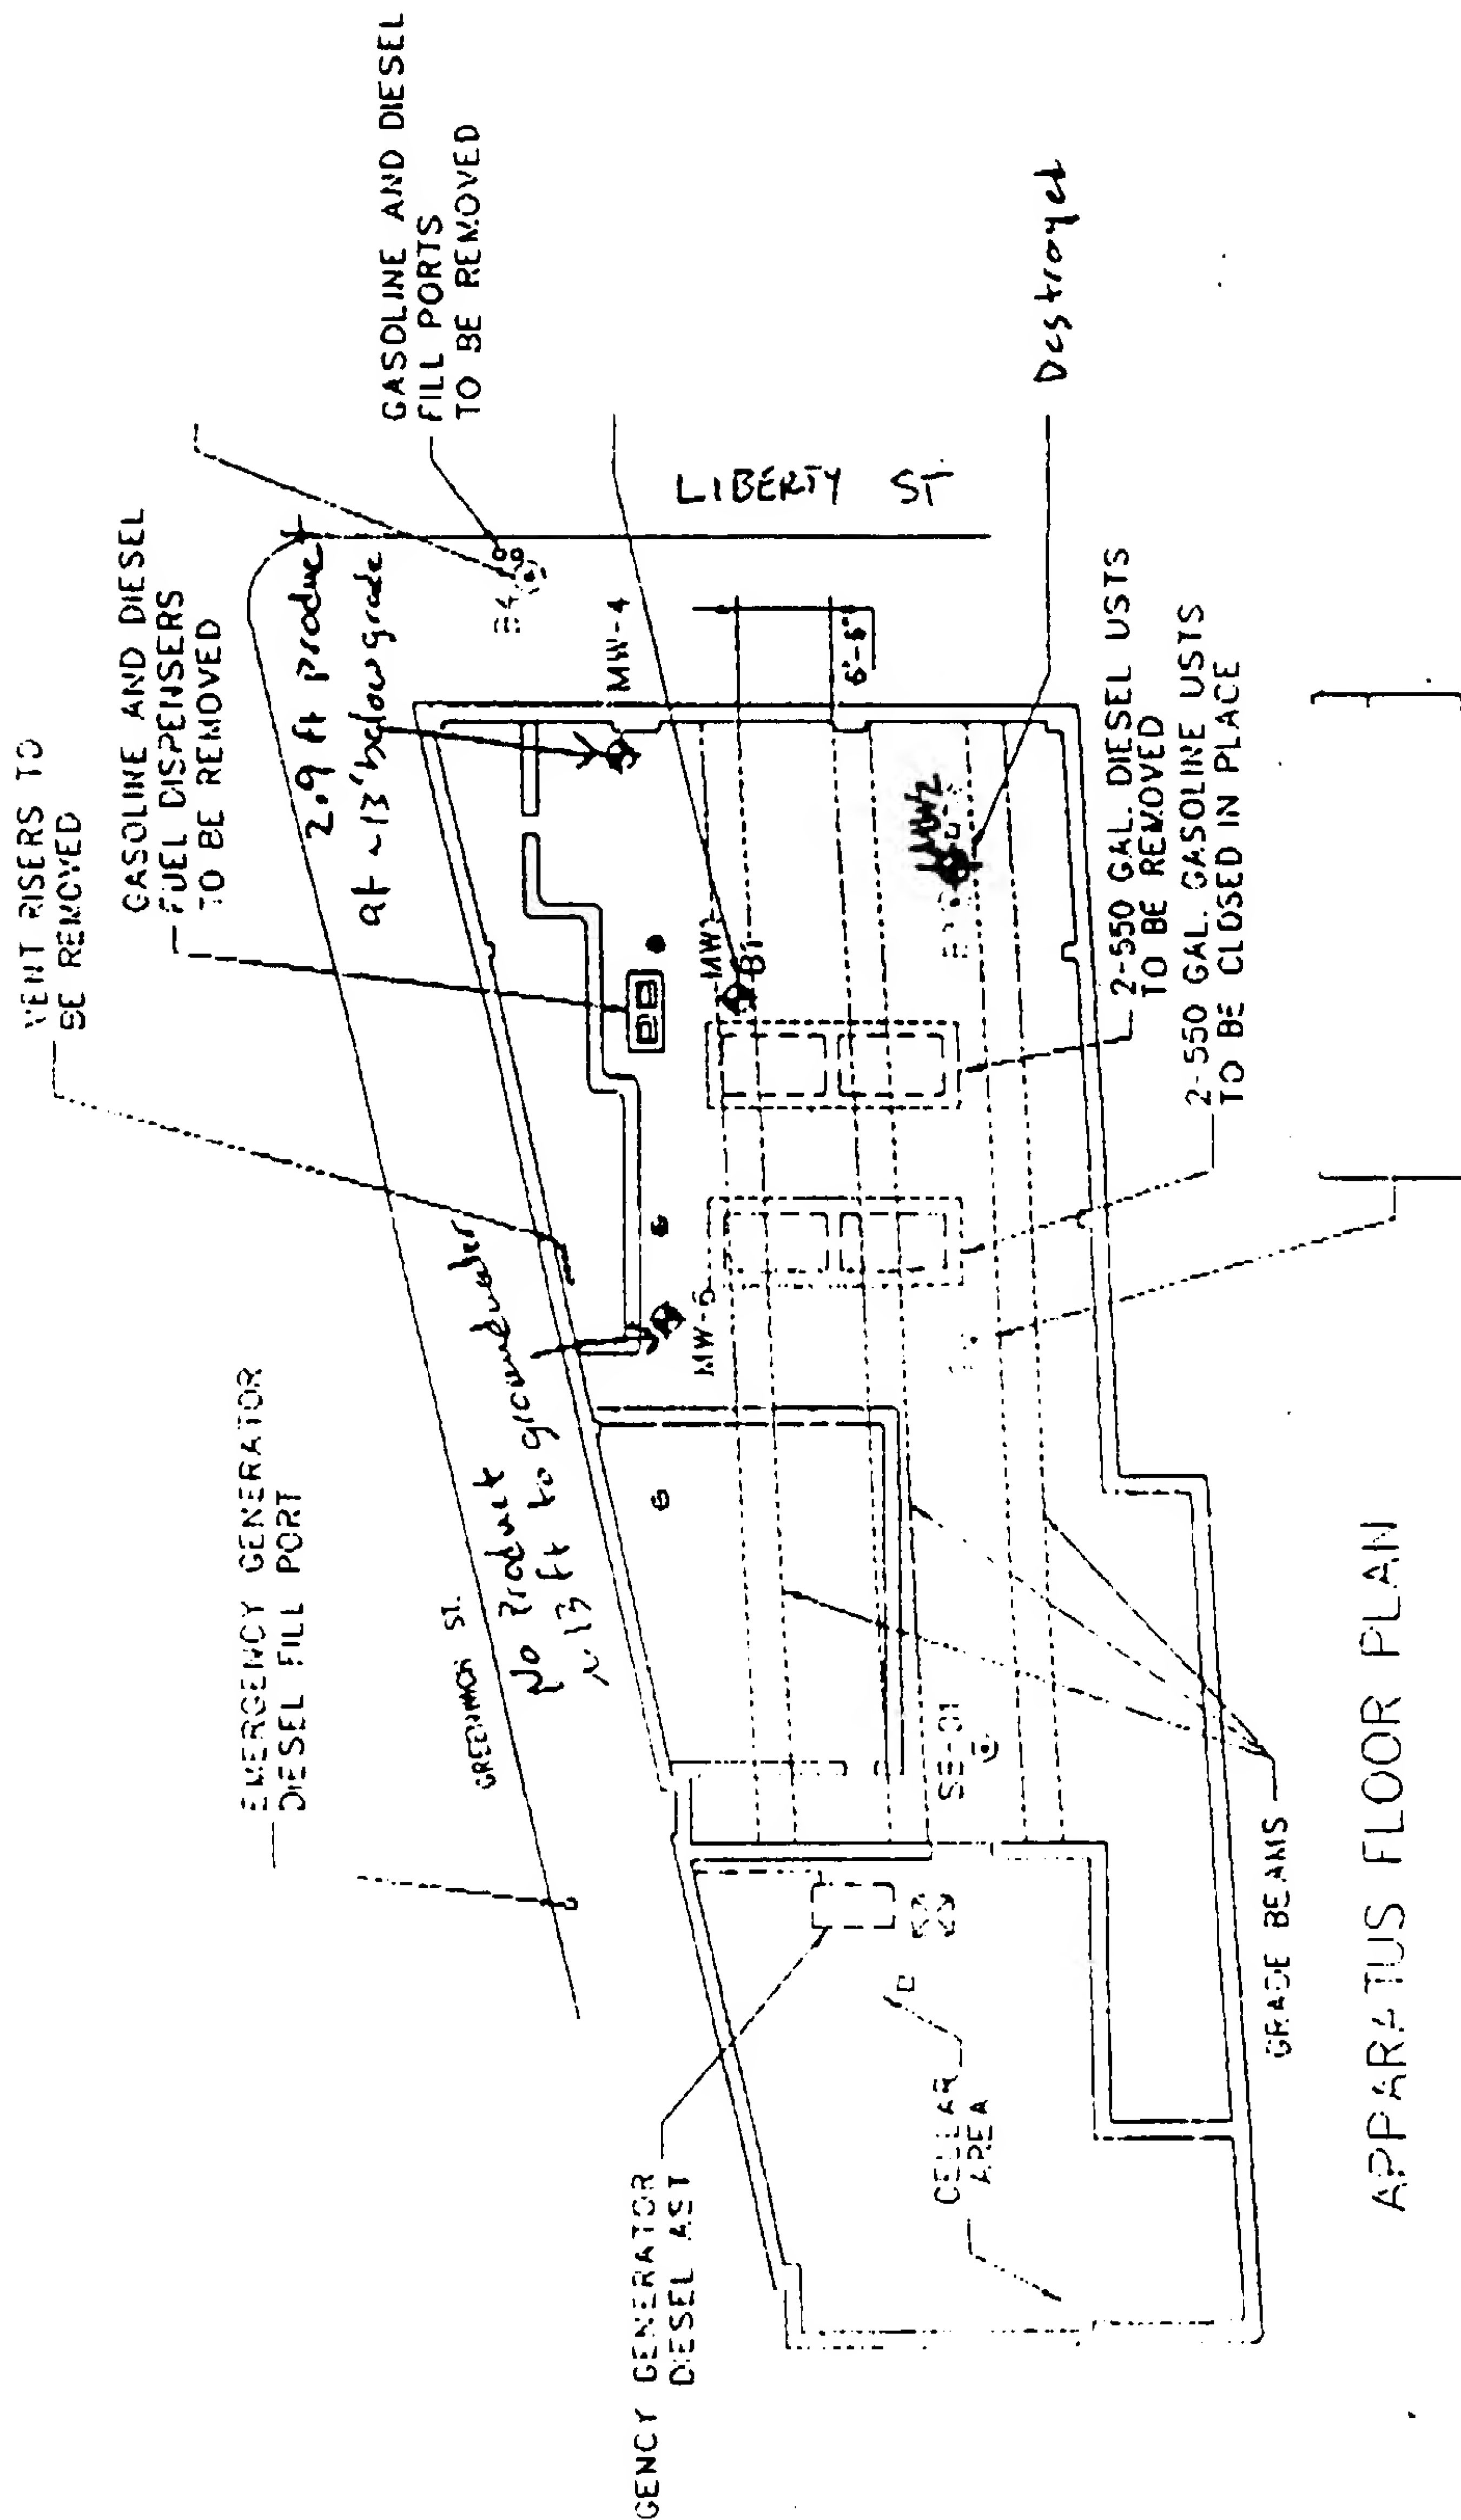 VENT RISERS TO
BE REMOVED
GASOLINE AND DIESEL
FUEL DISPENSERS
TO BE REMOVED
GASOLINE AND DIESEL
FILL PORTS
TO BE REMOVED
EMERGENCY GENERATOR
DIESEL FILL PORT
2.9 ft product
at ~13' below grade
GREENWICH ST.
No Product
~13 ft to groundwater
LIBERTY ST
MW-4
MW-5
B1
MW2
6'-6"
Destroyed
2-550 GAL. DIESEL USTS
TO BE REMOVED
2-550 GAL. GASOLINE USTS
TO BE CLOSED IN PLACE
GENCY GENERATOR
DIESEL AST
CELLAR
AREA
GRADE BEAMS
APPARATUS FLOOR PLAN